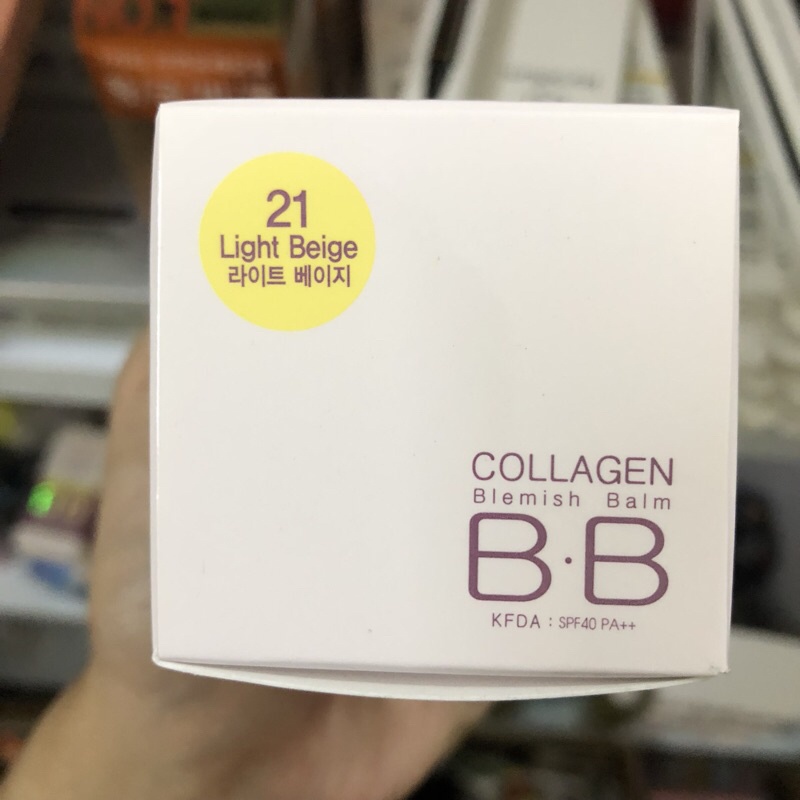 21
Light Beige
라이트 베이지
COLLAGEN
Blemish Balm
B·B
KFDA : SPF40 PA++